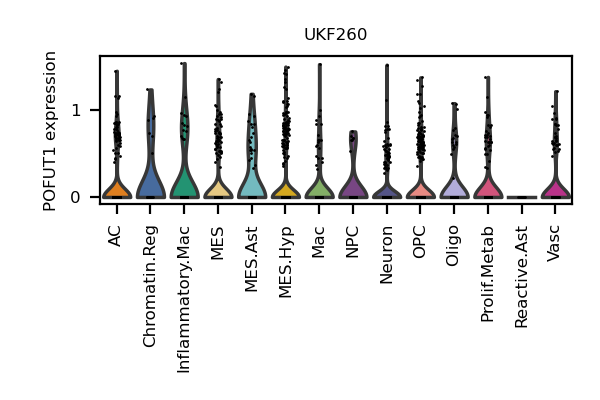 UKF260
POFUT1 expression
1
0
AC
Chromatin.Reg
Inflammatory.Mac
MES
MES.Ast
MES.Hyp
Mac
NPC
Neuron
OPC
Oligo
Prolif.Metab
Reactive.Ast
Vasc